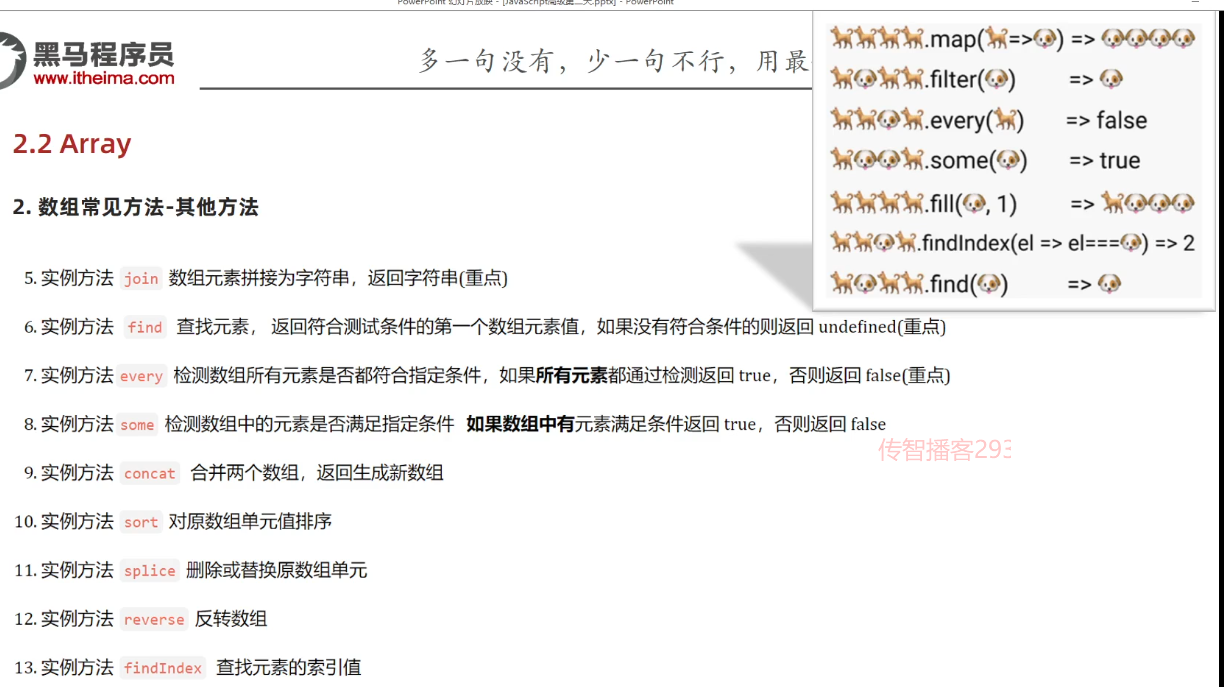 PowerPoint 幻灯片放映 - [JavaScript高级第二天.pptx] - PowerPoint
黑马程序员
www.itheima.com
多一句没有，少一句不行，用最
2.2 Array
2. 数组常见方法-其他方法
🐕🐕🐕🐕.map(🐕=>🐶) => 🐶🐶🐶🐶
🐕🐶🐕🐕.filter(🐶) => 🐶
🐕🐕🐶🐕.every(🐕) => false
🐕🐶🐶🐕.some(🐶) => true
🐕🐕🐕🐕.fill(🐶, 1) => 🐕🐶🐶🐶
🐕🐕🐶🐕.findIndex(el => el===🐶) => 2
🐕🐶🐕🐕.find(🐶) => 🐶
5. 实例方法 join 数组元素拼接为字符串，返回字符串(重点)
6. 实例方法 find 查找元素， 返回符合测试条件的第一个数组元素值，如果没有符合条件的则返回 undefined(重点)
7. 实例方法 every 检测数组所有元素是否都符合指定条件，如果所有元素都通过检测返回 true，否则返回 false(重点)
8. 实例方法 some 检测数组中的元素是否满足指定条件 如果数组中有元素满足条件返回 true，否则返回 false
传智播客293
9. 实例方法 concat 合并两个数组，返回生成新数组
10. 实例方法 sort 对原数组单元值排序
11. 实例方法 splice 删除或替换原数组单元
12. 实例方法 reverse 反转数组
13. 实例方法 findIndex 查找元素的索引值